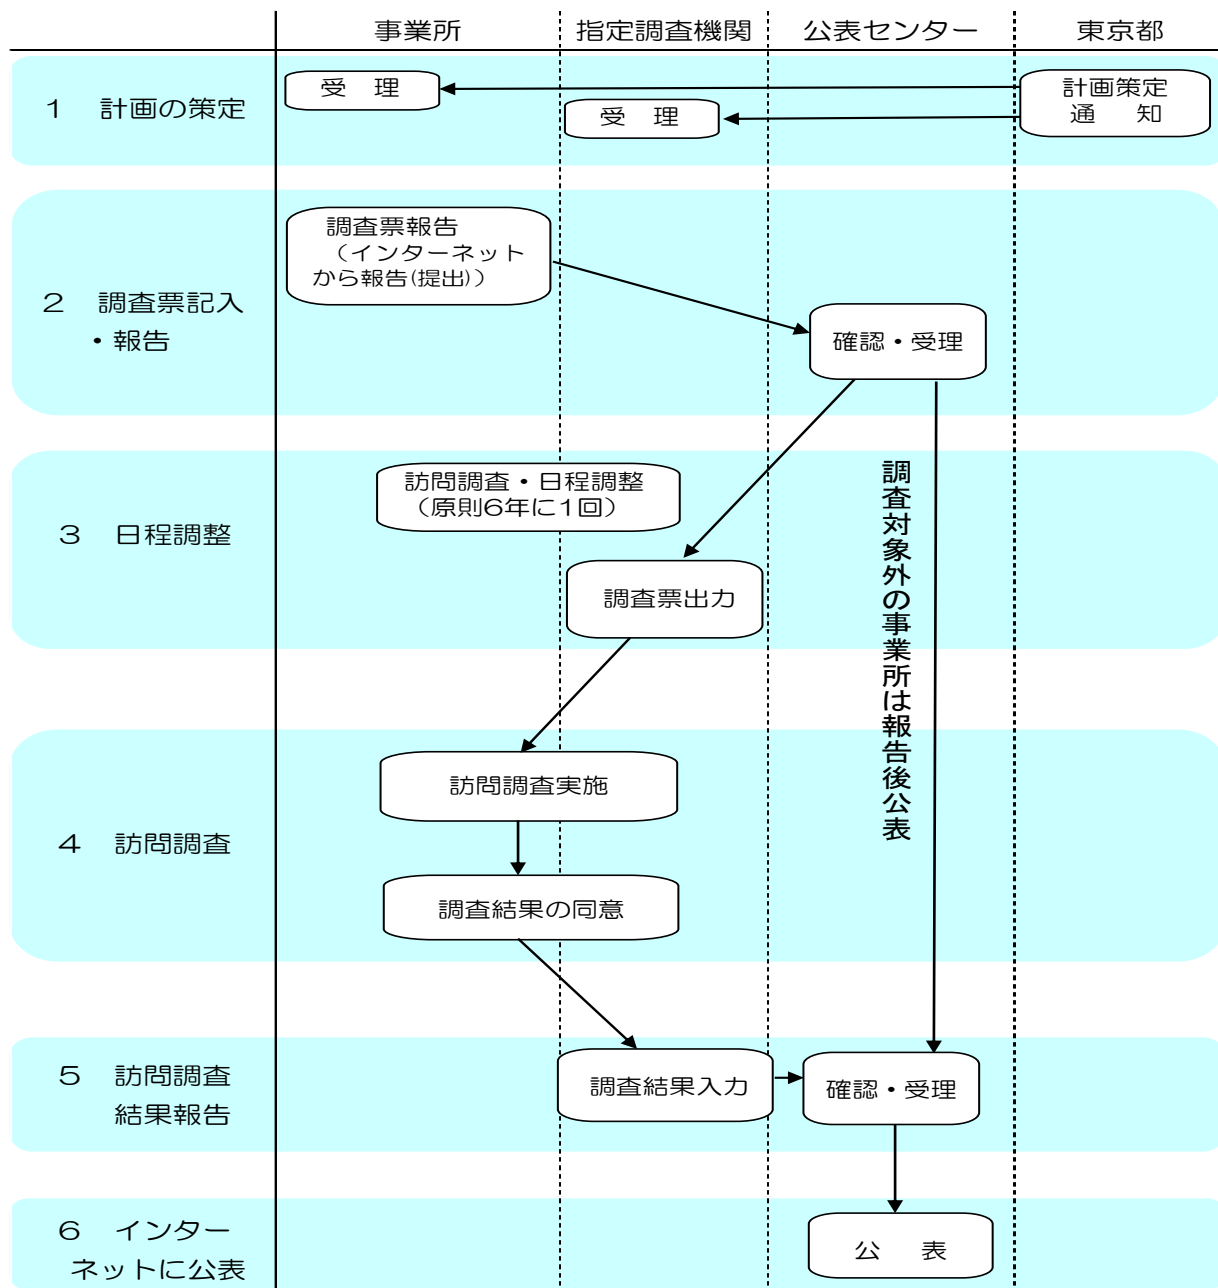 事業所　指定調査機関　公表センター　東京都
1　計画の策定
受　理
受　理
計画策定
通　知
2　調査票記入
・報告
調査票報告
（インターネット
から報告(提出)）
確認・受理
3　日程調整
訪問調査・日程調整
（原則6年に1回）
調査票出力
調査対象外の事業所は報告後公表
4　訪問調査
訪問調査実施
調査結果の同意
5　訪問調査
結果報告
調査結果入力
確認・受理
6　インター
ネットに公表
公　表